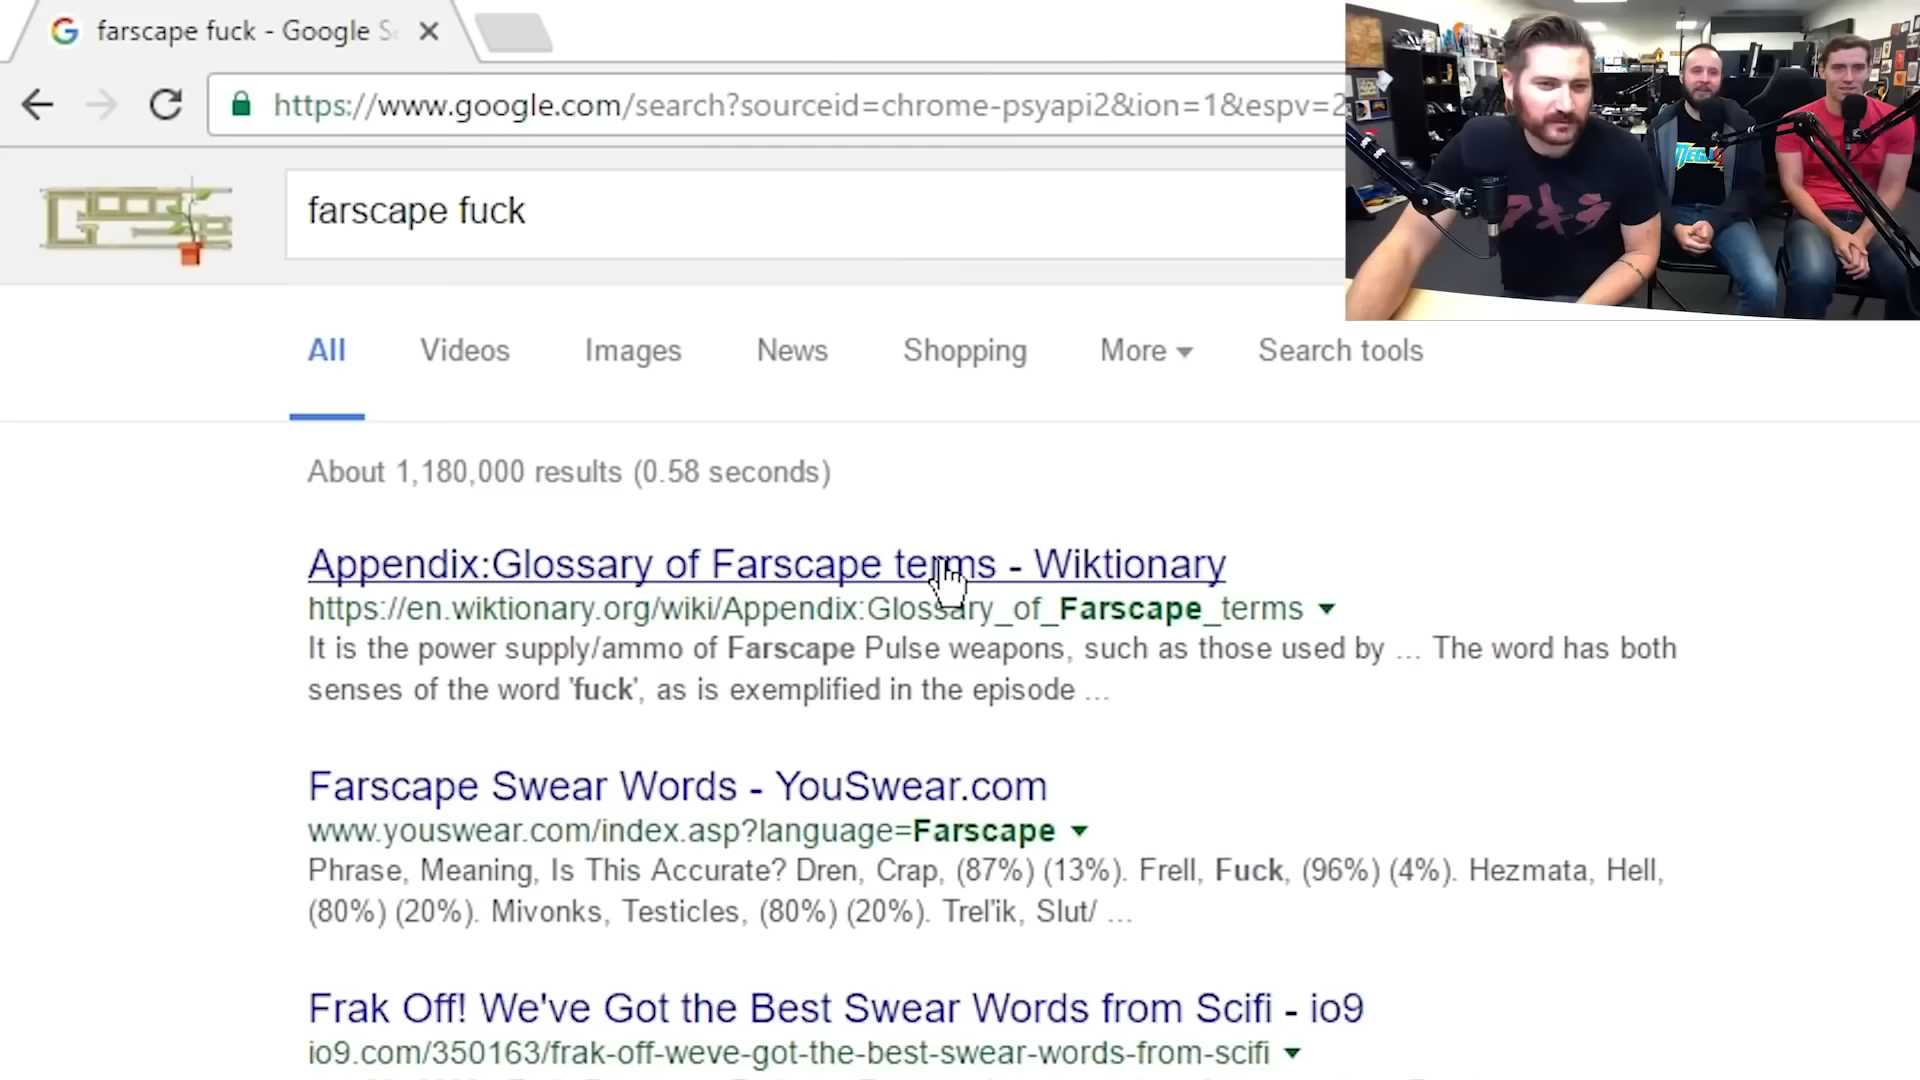 farscape fuck - Google S
https://www.google.com/search?sourceid=chrome-psyapi2&ion=1&espv=2
farscape fuck
アキラ
All Videos Images News Shopping More Search tools
About 1,180,000 results (0.58 seconds)
Appendix:Glossary of Farscape terms - Wiktionary
https://en.wiktionary.org/wiki/Appendix:Glossary_of_Farscape_terms
It is the power supply/ammo of Farscape Pulse weapons, such as those used by ... The word has both
senses of the word 'fuck', as is exemplified in the episode ...
Farscape Swear Words - YouSwear.com
www.youswear.com/index.asp?language=Farscape
Phrase, Meaning, Is This Accurate? Dren, Crap, (87%) (13%). Frell, Fuck, (96%) (4%). Hezmata, Hell,
(80%) (20%). Mivonks, Testicles, (80%) (20%). Trel'ik, Slut/ ...
Frak Off! We've Got the Best Swear Words from Scifi - io9
io9.com/350163/frak-off-weve-got-the-best-swear-words-from-scifi